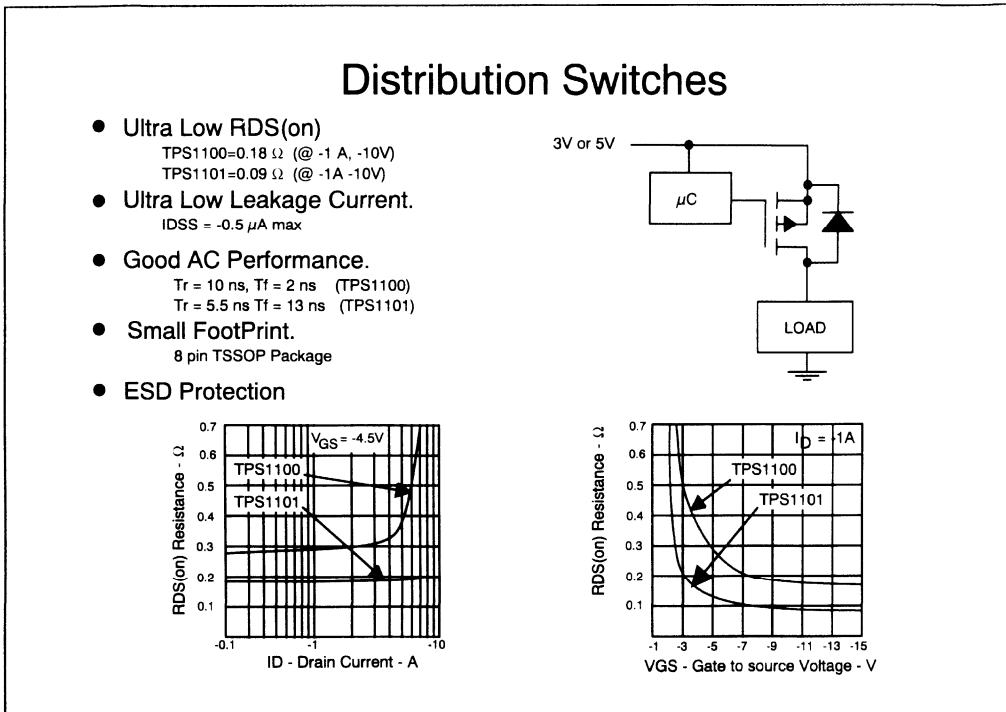 Distribution Switches
● Ultra Low RDS(on)
TPS1100=0.18 Ω (@ -1 A, -10V)
TPS1101=0.09 Ω (@ -1A -10V)
● Ultra Low Leakage Current.
IDSS = -0.5 μA max
● Good AC Performance.
Tr = 10 ns, Tf = 2 ns (TPS1100)
Tr = 5.5 ns Tf = 13 ns (TPS1101)
● Small FootPrint.
8 pin TSSOP Package
● ESD Protection
3V or 5V
μC
LOAD
RDS(on) Resistance - Ω
0.7
0.6
0.5
0.4
0.3
0.2
0.1
VGS = -4.5V
TPS1100
TPS1101
-0.1 -1 -10
ID - Drain Current - A
RDS(on) Resistance - Ω
0.7
0.6
0.5
0.4
0.3
0.2
0.1
ID = -1A
TPS1100
TPS1101
-1 -3 -5 -7 -9 -11 -13 -15
VGS - Gate to source Voltage - V